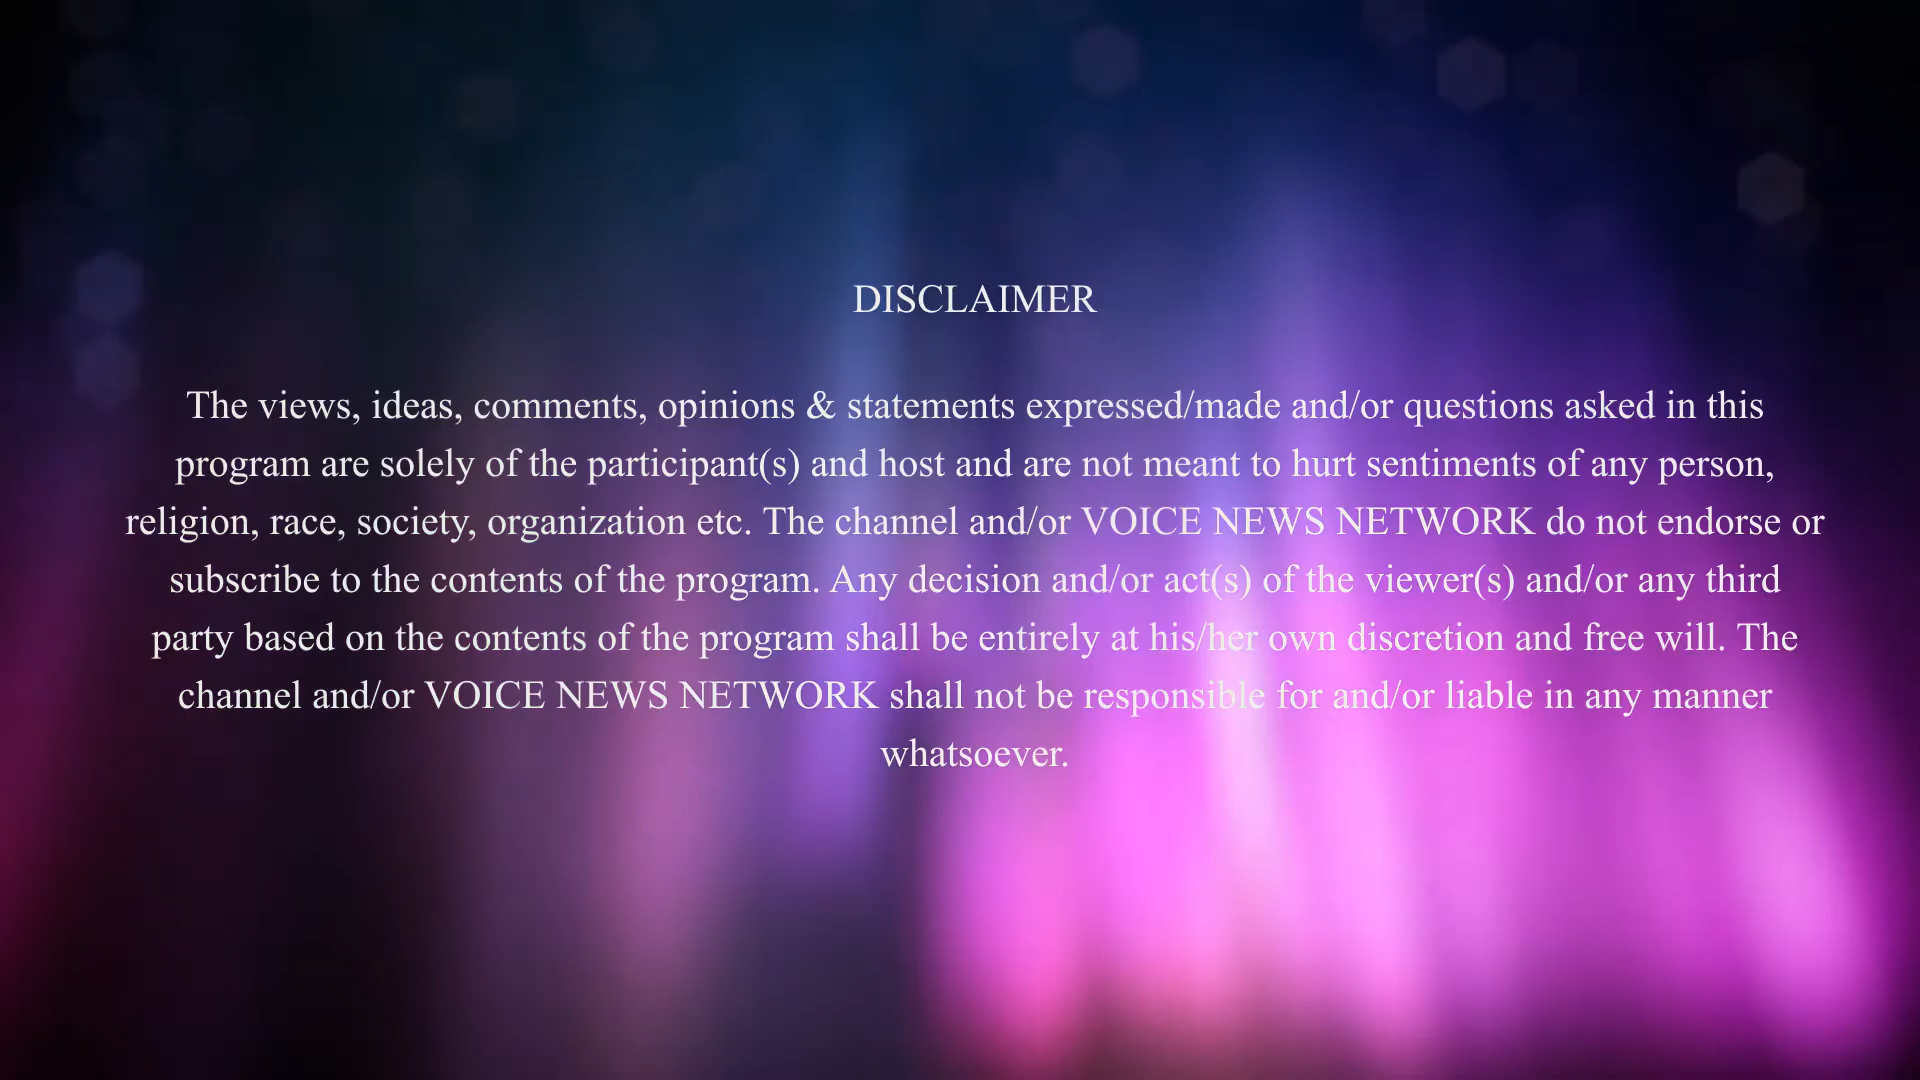 DISCLAIMER
The views, ideas, comments, opinions & statements expressed/made and/or questions asked in this
program are solely of the participant(s) and host and are not meant to hurt sentiments of any person,
religion, race, society, organization etc. The channel and/or VOICE NEWS NETWORK do not endorse or
subscribe to the contents of the program. Any decision and/or act(s) of the viewer(s) and/or any third
party based on the contents of the program shall be entirely at his/her own discretion and free will. The
channel and/or VOICE NEWS NETWORK shall not be responsible for and/or liable in any manner
whatsoever.